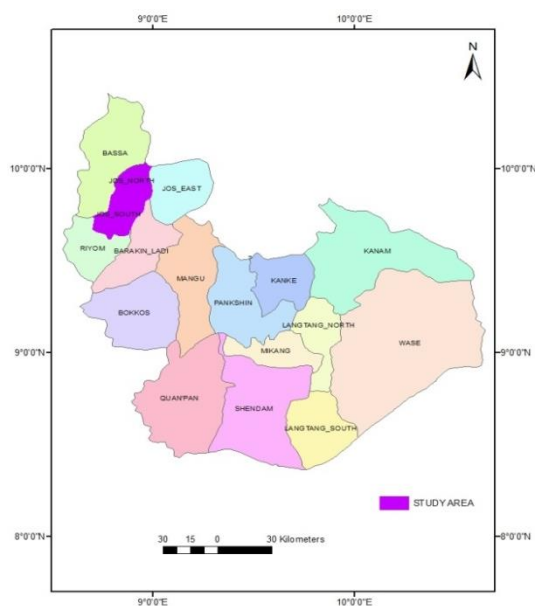 9°0'0"E 10°0'0"E
N
BASSA
10°0'0"N 10°0'0"N
JOS_NORTH
JOS_EAST
JOS_SOUTH
RIYOM
BARAKIN_LADI
KANAM
MANGU
KANKE
PANKSHIN
BOKKOS
LANGTANG_NORTH
9°0'0"N MIKANG WASE 9°0'0"N
QUAN'PAN
SHENDAM
LANGTANG_SOUTH
STUDY AREA
8°0'0"N 8°0'0"N
30 15 0 30 Kilometers
9°0'0"E 10°0'0"E